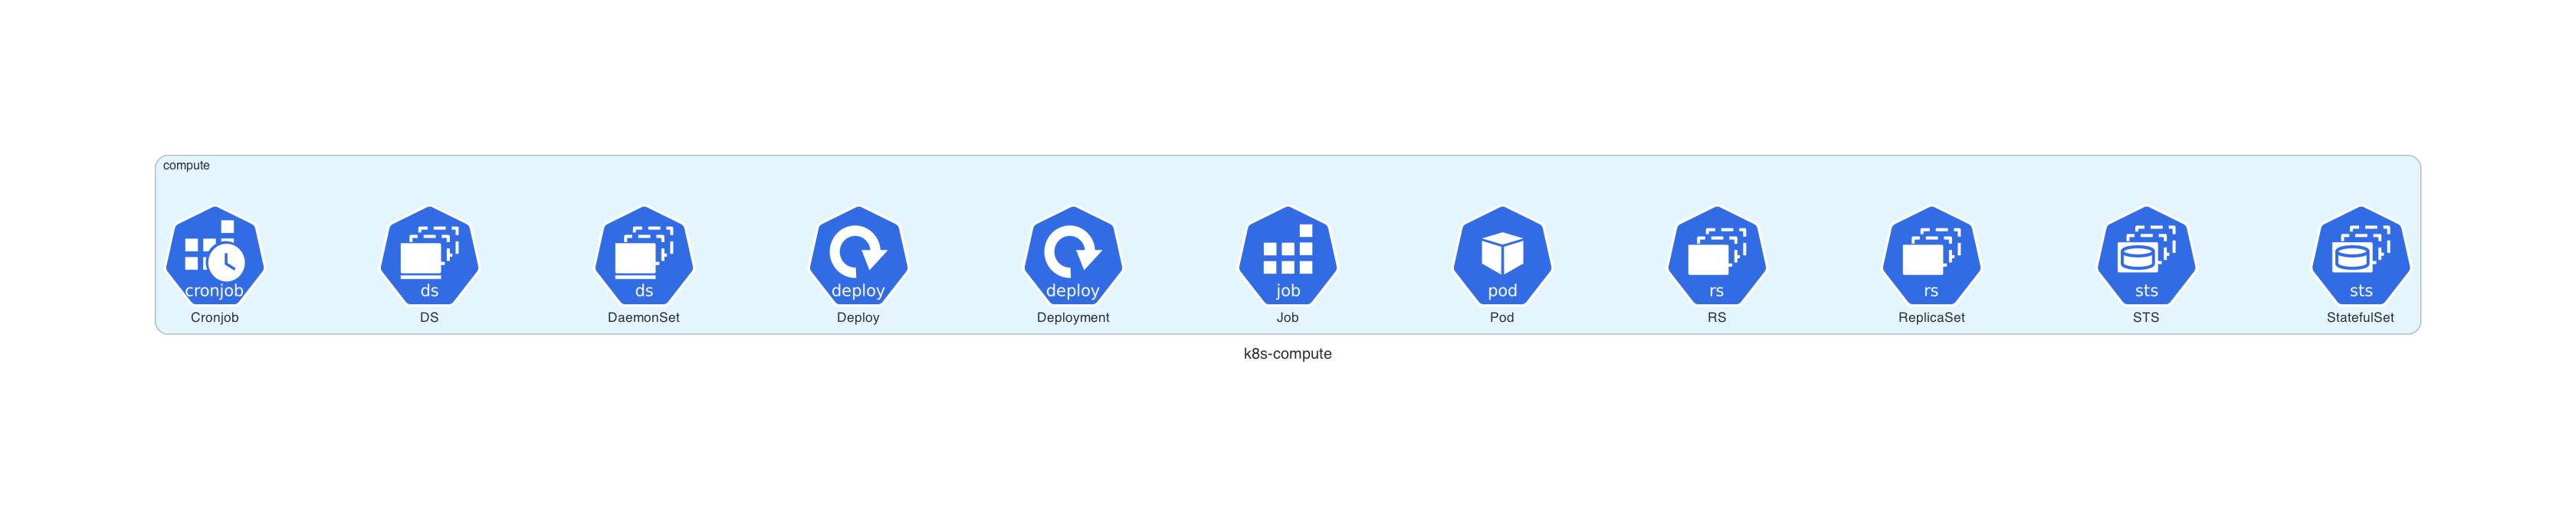 compute
cronjob ds ds deploy deploy job pod rs rs sts sts
Cronjob DS DaemonSet Deploy Deployment Job Pod RS ReplicaSet STS StatefulSet
k8s-compute